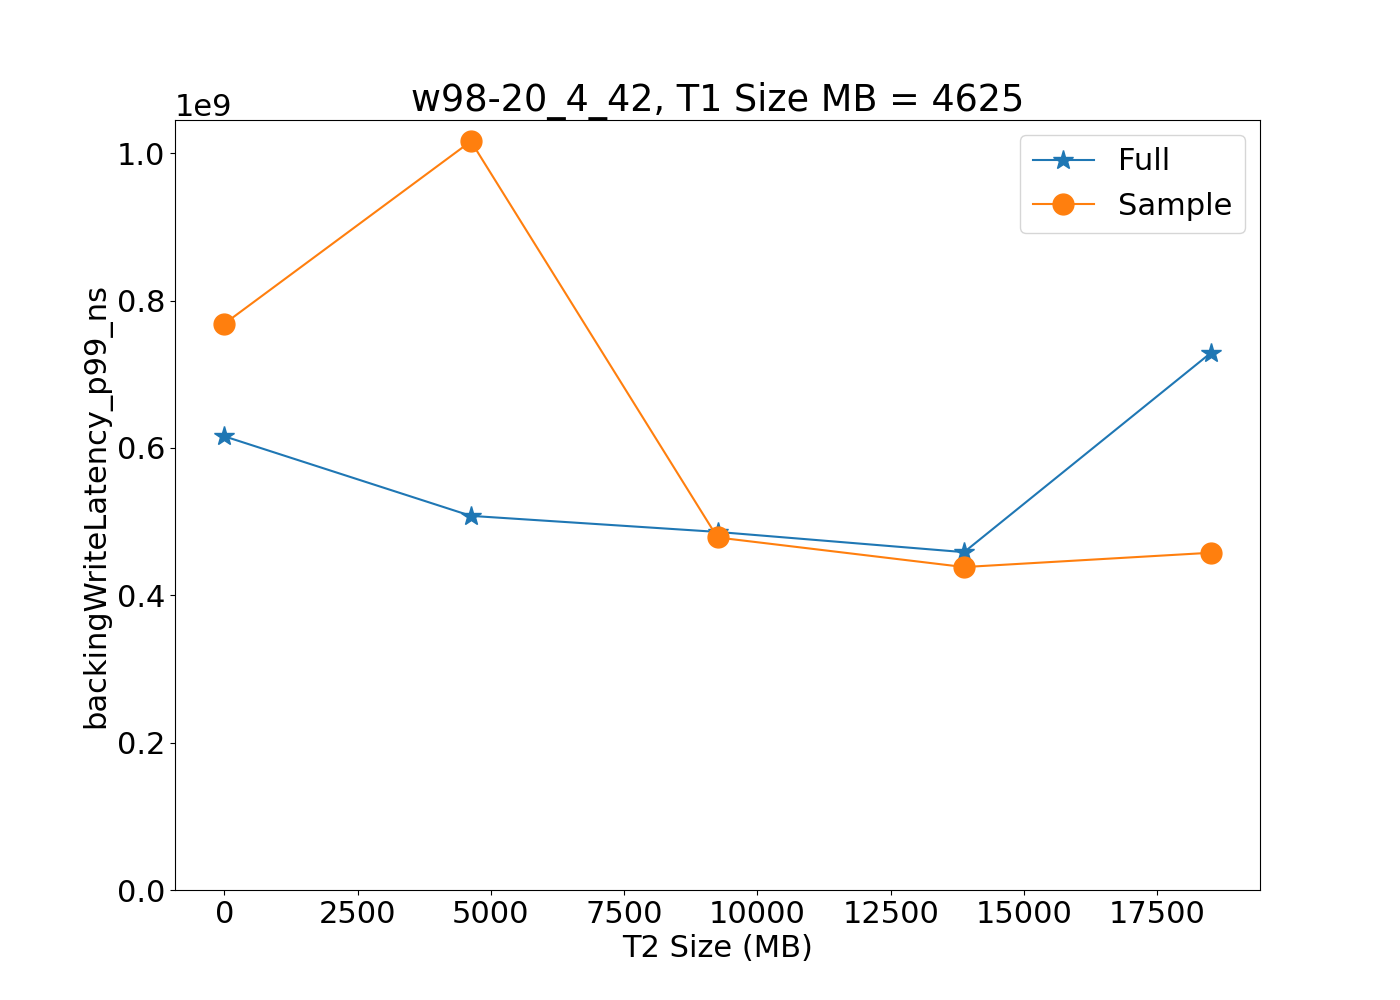 w98-20_4_42, T1 Size MB = 4625
1e9
1.0
0.8
0.6
0.4
0.2
0.0
backingWriteLatency_p99_ns
Full
Sample
0 2500 5000 7500 10000 12500 15000 17500
T2 Size (MB)